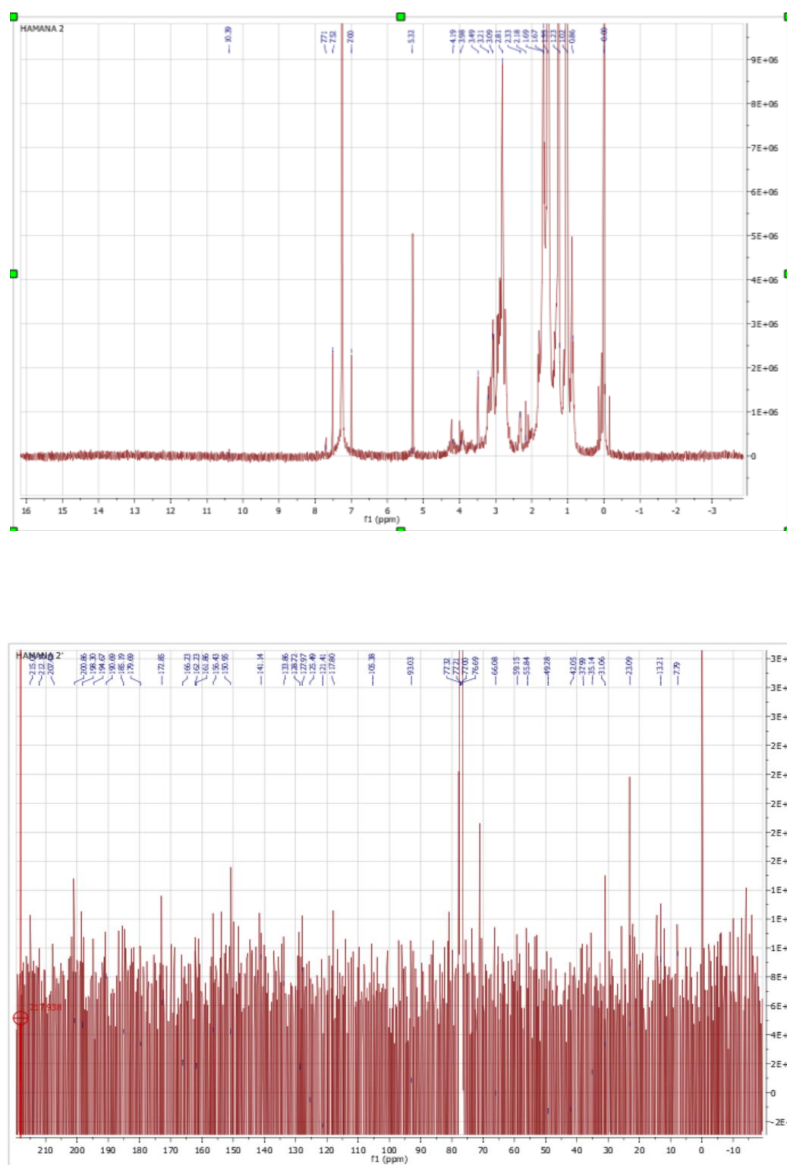 HAMANA 2
10.39 7.71 7.52 7.00 5.32 4.19 3.98 3.49 3.21 3.09 2.81 2.33 2.18 1.69 1.67 1.55 1.23 1.02 0.86 -0.00
9E+06
8E+06
7E+06
6E+06
5E+06
4E+06
3E+06
2E+06
1E+06
0
16 15 14 13 12 11 10 9 8 7 6 5 4 3 2 1 0 -1 -2 -3
f1 (ppm)
HAMANA 2
200.86 198.30 194.67 190.69 185.19 179.69 172.85 166.23 162.23 161.86 156.43 150.95 141.14 133.86 128.72 127.97 125.49 121.41 117.80 105.38 93.03 77.32 77.21 77.00 76.69 66.08 59.15 55.84 49.28 42.05 37.99 35.14 31.06 23.09 13.21 7.79
217.938
0
210 200 190 180 170 160 150 140 130 120 110 100 90 80 70 60 50 40 30 20 10 0 -10
f1 (ppm)